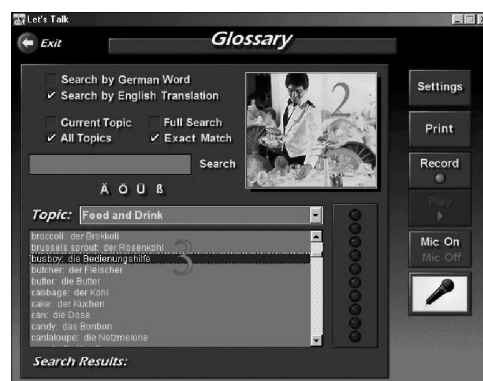 Let's Talk
Exit
Glossary
Search by German Word
Search by English Translation
Current Topic Full Search
All Topics Exact Match
Search
Ä Ö Ü ß
Topic: Food and Drink
broccoli: der Brokkoli
brussels sprout: der Rosenkohl
busboy: die Bedienungshilfe
butcher: der Fleischer
butter: die Butter
cabbage: der Kohl
cake: der Kuchen
can: die Dose
candy: das Bonbon
cantaloupe: die Netzmelone
Search Results:
2
3
Settings
Print
Record
Play
Mic On
Mic Off